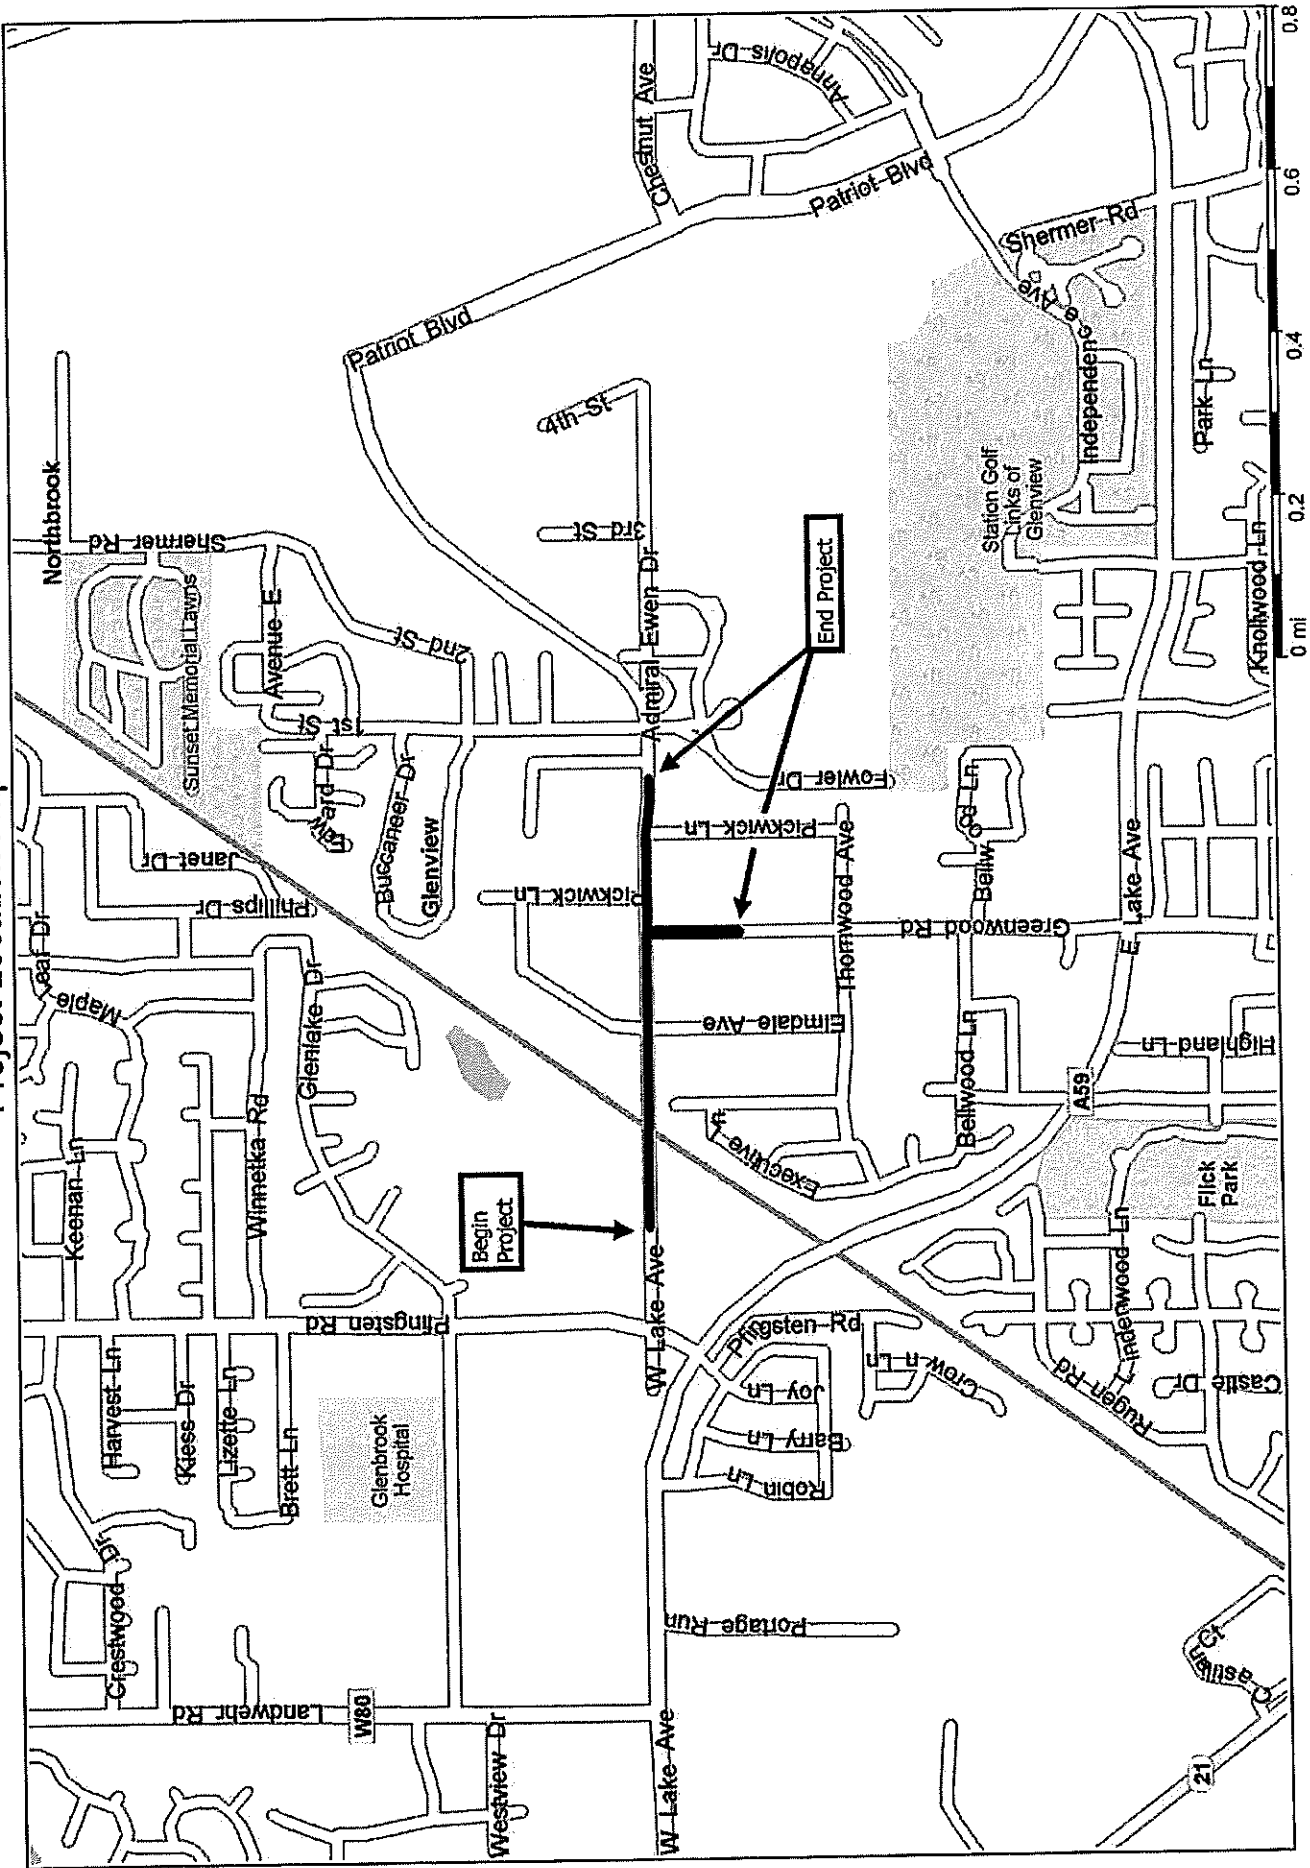 Project Location Map
Northbrook
Shermer Rd
Sunset Memorial Lawns
Avenue E
2nd St
1st St
Buccaneer Dr
Glenview
Janet Dr
Phillips Dr
Leaf Dr
Maple
Glenlake Dr
Winnetka Rd
Keenan Ln
Pfingsten Rd
Harvest Ln
Kiess Dr
Lizette Ln
Brett Ln
Glenbrook
Hospital
Crestwood Dr
Landwehr Rd
W80
Westview Dr
W Lake Ave
W Lake Ave
Begin
Project
Pickwick Ln
Pickwick Ln
Admiral Ewen Dr
3rd St
4th St
Patriot Blvd
Chestnut Ave
Annapolis Dr
Patriot Blvd
Shermer Rd
Independence Ave
Station Golf
Links of
Glenview
Park Ln
Knollwood Ln
End Project
Fowler Dr
Thornwood Ave
Bellwood Ln
Greenwood Rd
E Lake Ave
Elmdale Ave
Highland Ln
A59
Bellwood Ln
Executive Ln
Flick
Park
Lindenwood Ln
Pfingsten Rd
Joy Ln
Crown Ln
Barry Ln
Robin Ln
Rugen Rd
Castle Dr
Portage Run
Castilian Ct
21
0 mi
0.2
0.4
0.6
0.8